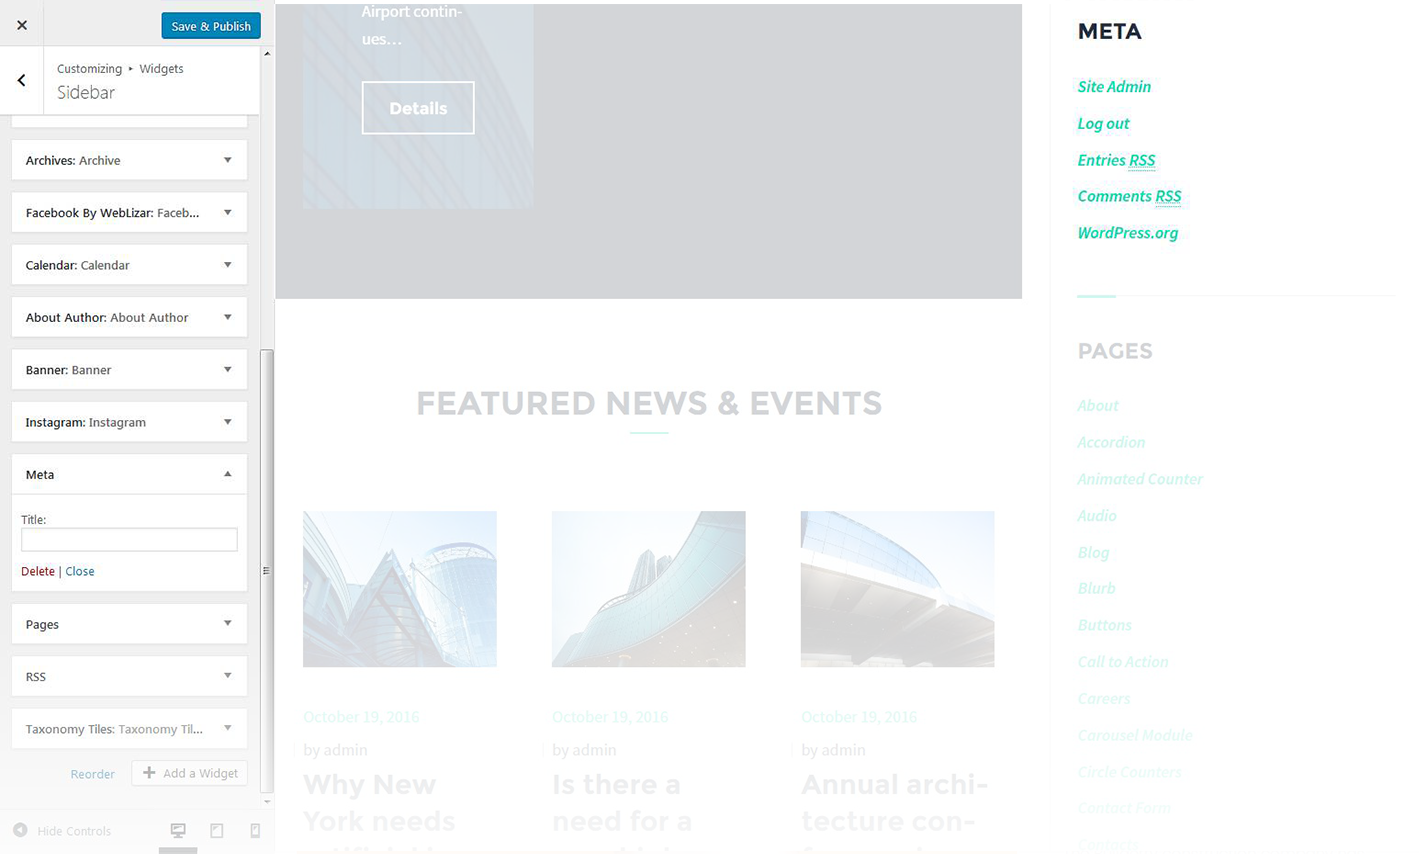 Save & Publish
Customizing ▸ Widgets
Sidebar
Archives: Archive
Facebook By WebLizar: Faceb...
Calendar: Calendar
About Author: About Author
Banner: Banner
Instagram: Instagram
Meta
Title:
Delete | Close
Pages
RSS
Taxonomy Tiles: Taxonomy Til...
Reorder
Add a Widget
Hide Controls
Airport contin-
ues...
Details
FEATURED NEWS & EVENTS
October 19, 2016
by admin
Why New
York needs
October 19, 2016
by admin
Is there a
need for a
October 19, 2016
by admin
Annual archi-
tecture con-
META
Site Admin
Log out
Entries RSS
Comments RSS
WordPress.org
PAGES
About
Accordion
Animated Counter
Audio
Blog
Blurb
Buttons
Call to Action
Careers
Carousel Module
Circle Counters
Contact Form
Contacts